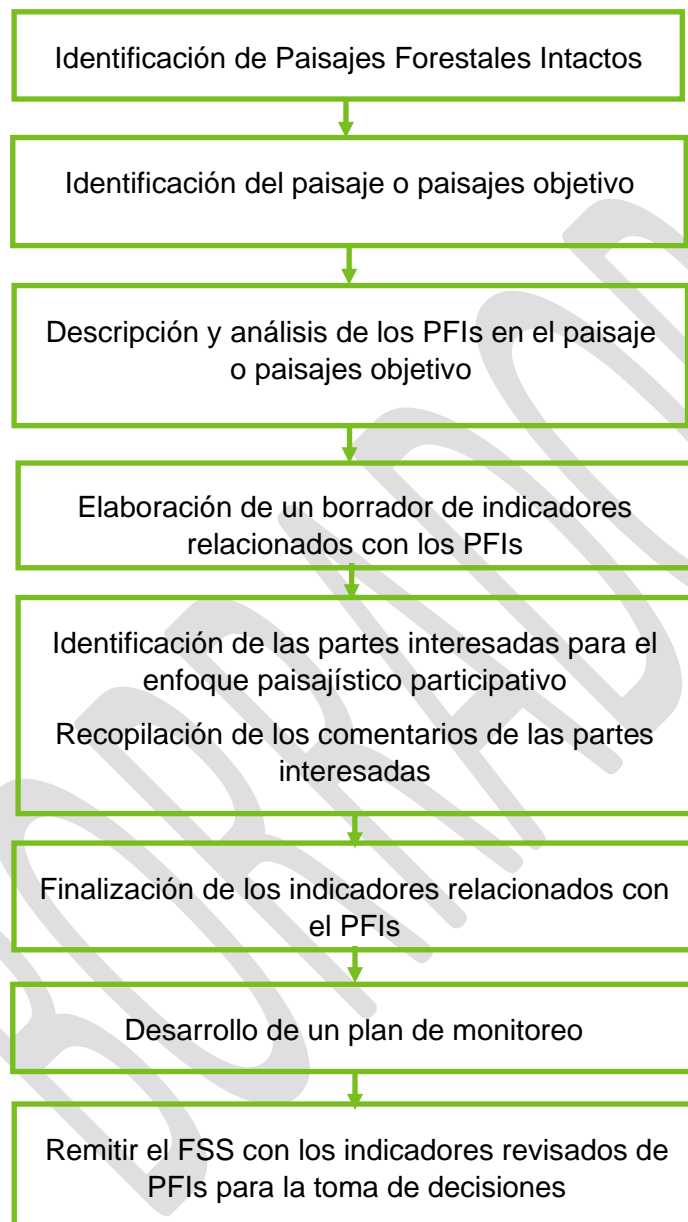 Identificación de Paisajes Forestales Intactos
Identificación del paisaje o paisajes objetivo
Descripción y análisis de los PFIs en el paisaje
o paisajes objetivo
Elaboración de un borrador de indicadores
relacionados con los PFIs
Identificación de las partes interesadas para el
enfoque paisajístico participativo
Recopilación de los comentarios de las partes
interesadas
Finalización de los indicadores relacionados con
el PFIs
Desarrollo de un plan de monitoreo
Remitir el FSS con los indicadores revisados de
PFIs para la toma de decisiones
BORRADOR